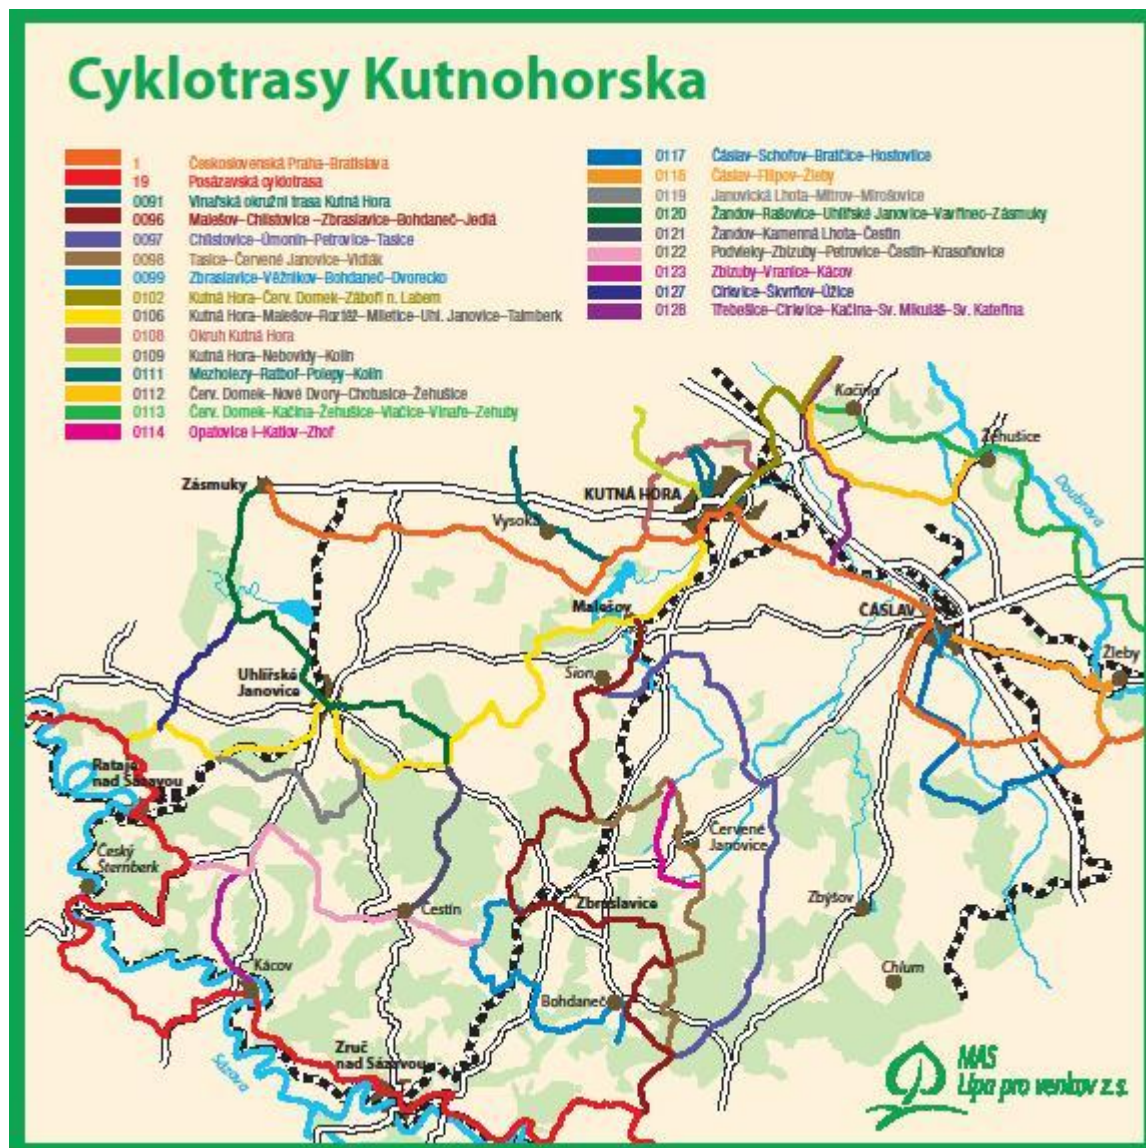 Cyklotrasy Kutnohorska
1 Československá Praha–Bratislava
19 Posázavská cyklotrasa
0091 Vinařská okružní trasa Kutná Hora
0096 Malešov–Chlístovice–Zbraslavice–Bohdaneč–Jedlá
0097 Chlístovice–Úmonín–Petrovice–Tasice
0098 Tasice–Červené Janovice–Vidlák
0099 Zbraslavice–Věžníkov–Bohdaneč–Dvorecko
0102 Kutná Hora–Červ. Domek–Záboří n. Labem
0106 Kutná Hora–Malešov–Roztěž–Miletice–Uhl. Janovice–Talmberk
0108 Okruh Kutná Hora
0109 Kutná Hora–Nebovidy–Kolín
0111 Mezholezy–Ratboř–Polepy–Kolín
0112 Červ. Domek–Nové Dvory–Chotusice–Žehušice
0113 Červ. Domek–Kačina–Žehušice–Vlačice–Vinaře–Zehuby
0114 Opatovice I–Katlov–Zhoř
0117 Čáslav–Schořov–Bratčice–Hostovlice
0118 Čáslav–Filipov–Žleby
0119 Janovická Lhota–Mitrov–Mirošovice
0120 Žandov–Rašovice–Uhlířské Janovice–Vavřinec–Zásmuky
0121 Žandov–Kamenná Lhota–Čestín
0122 Podveky–Zbizuby–Petrovice–Čestín–Krasoňovice
0123 Zbizuby–Vranice–Kácov
0127 Církvice–Skvrňov–Úžice
0128 Třebešice–Církvice–Kačina–Sv. Mikuláš–Sv. Kateřina
Kačina
Žehušice
Zásmuky
KUTNÁ HORA
Doubrava
Vysoká
Malešov
ČÁSLAV
Žleby
Sion
Uhlířské
Janovice
Rataje
nad Sázavou
Červené
Janovice
Český
Šternberk
Čestín
Zbraslavice
Zbýšov
Kácov
Chlum
Bohdaneč
Zruč
nad Sázavou
Sázava
MAS
Lípa pro venkov z.s.